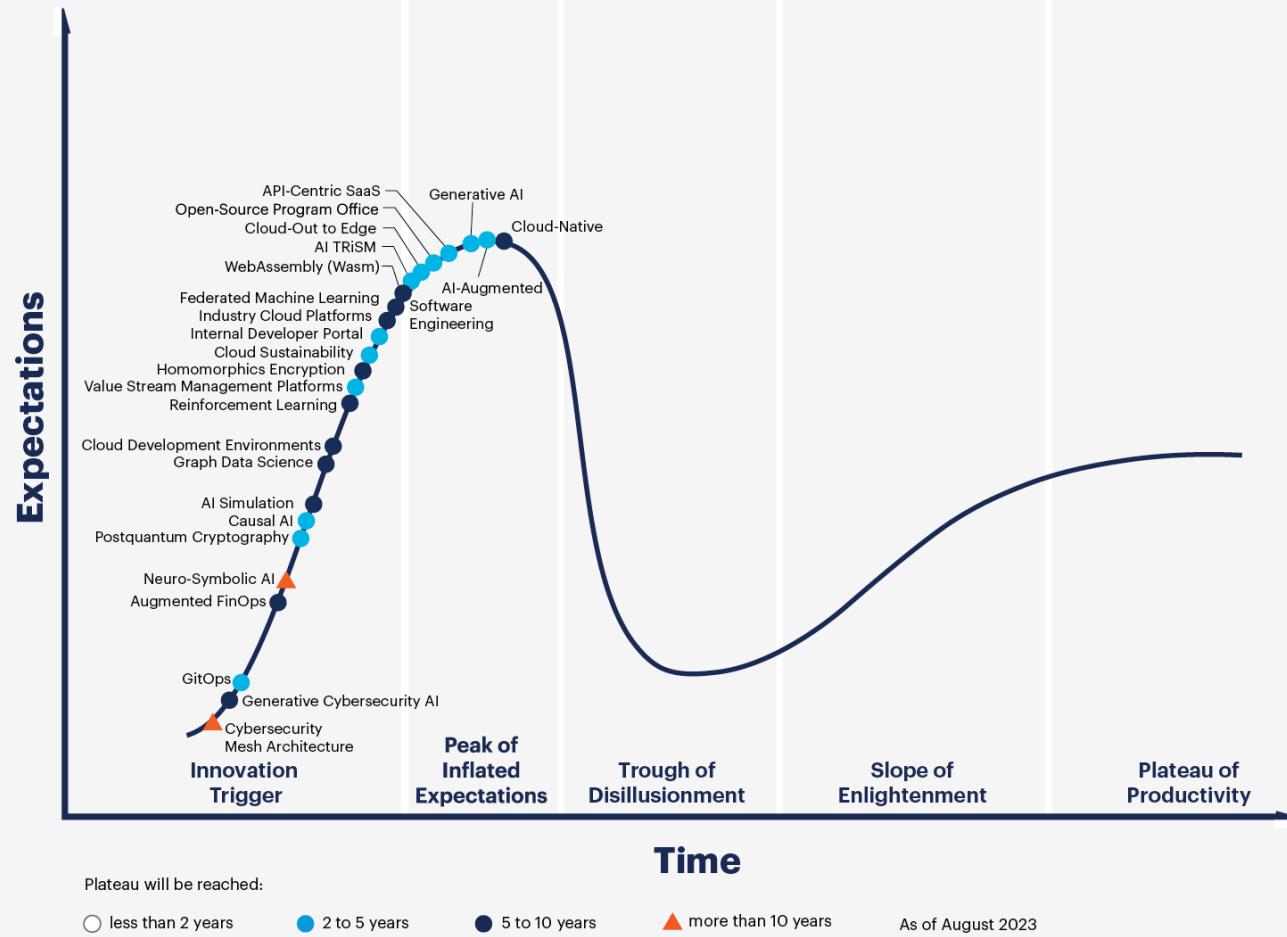 API-Centric SaaS
Generative AI
Open-Source Program Office
Cloud-Native
Cloud-Out to Edge
AI TRiSM
WebAssembly (Wasm)
AI-Augmented
Software
Engineering
Federated Machine Learning
Industry Cloud Platforms
Internal Developer Portal
Cloud Sustainability
Homomorphics Encryption
Value Stream Management Platforms
Reinforcement Learning
Cloud Development Environments
Graph Data Science
AI Simulation
Causal AI
Postquantum Cryptography
Neuro-Symbolic AI
Augmented FinOps
GitOps
Generative Cybersecurity AI
Cybersecurity
Mesh Architecture
Expectations
Innovation
Trigger
Peak of
Inflated
Expectations
Trough of
Disillusionment
Slope of
Enlightenment
Plateau of
Productivity
Time
Plateau will be reached:
less than 2 years
2 to 5 years
5 to 10 years
more than 10 years
As of August 2023